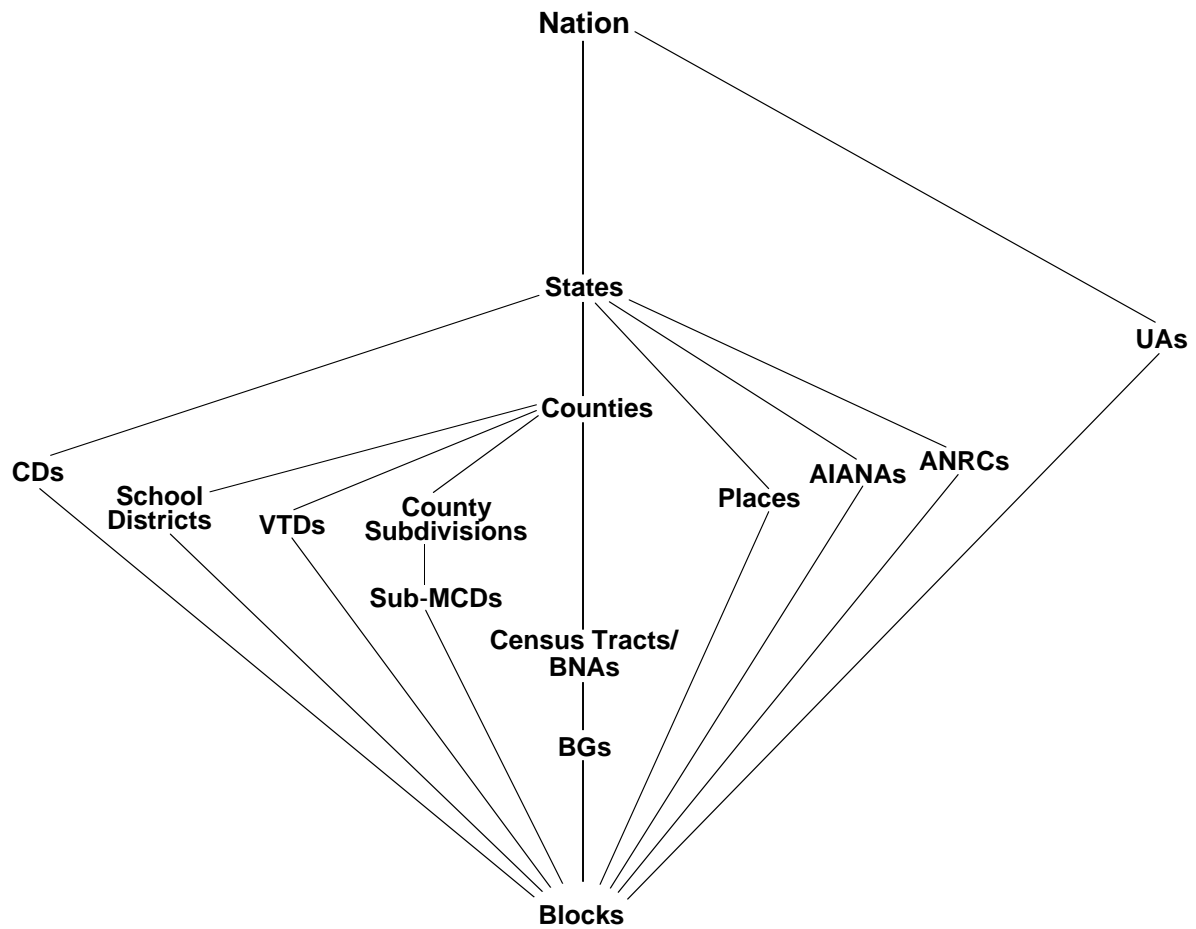 Nation
States
UAs
Counties
CDs
School
Districts
VTDs
County
Subdivisions
Places
AIANAs
ANRCs
Sub-MCDs
Census Tracts/
BNAs
BGs
Blocks